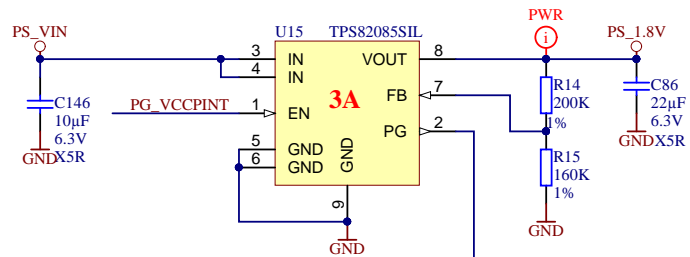 PWR
U15 TPS82085SIL
PS_VIN
PS_1.8V
i
3 IN
4 IN
VOUT 8
3A
FB 7
PG_VCCPINT 1 EN
PG 2
5 GND
6 GND
GND
9
GND
C146
10µF
6.3V
X5R
GND
R14
200K
1%
R15
160K
1%
GND
C86
22µF
6.3V
X5R
GND